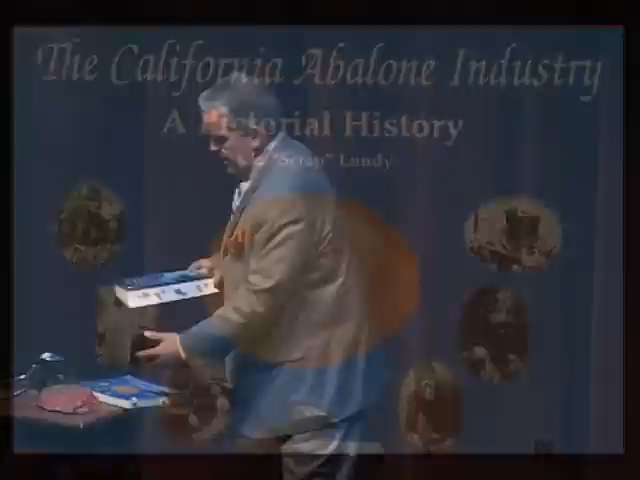 The California Abalone Industry
A Pictorial History
"Scrap" Lundy